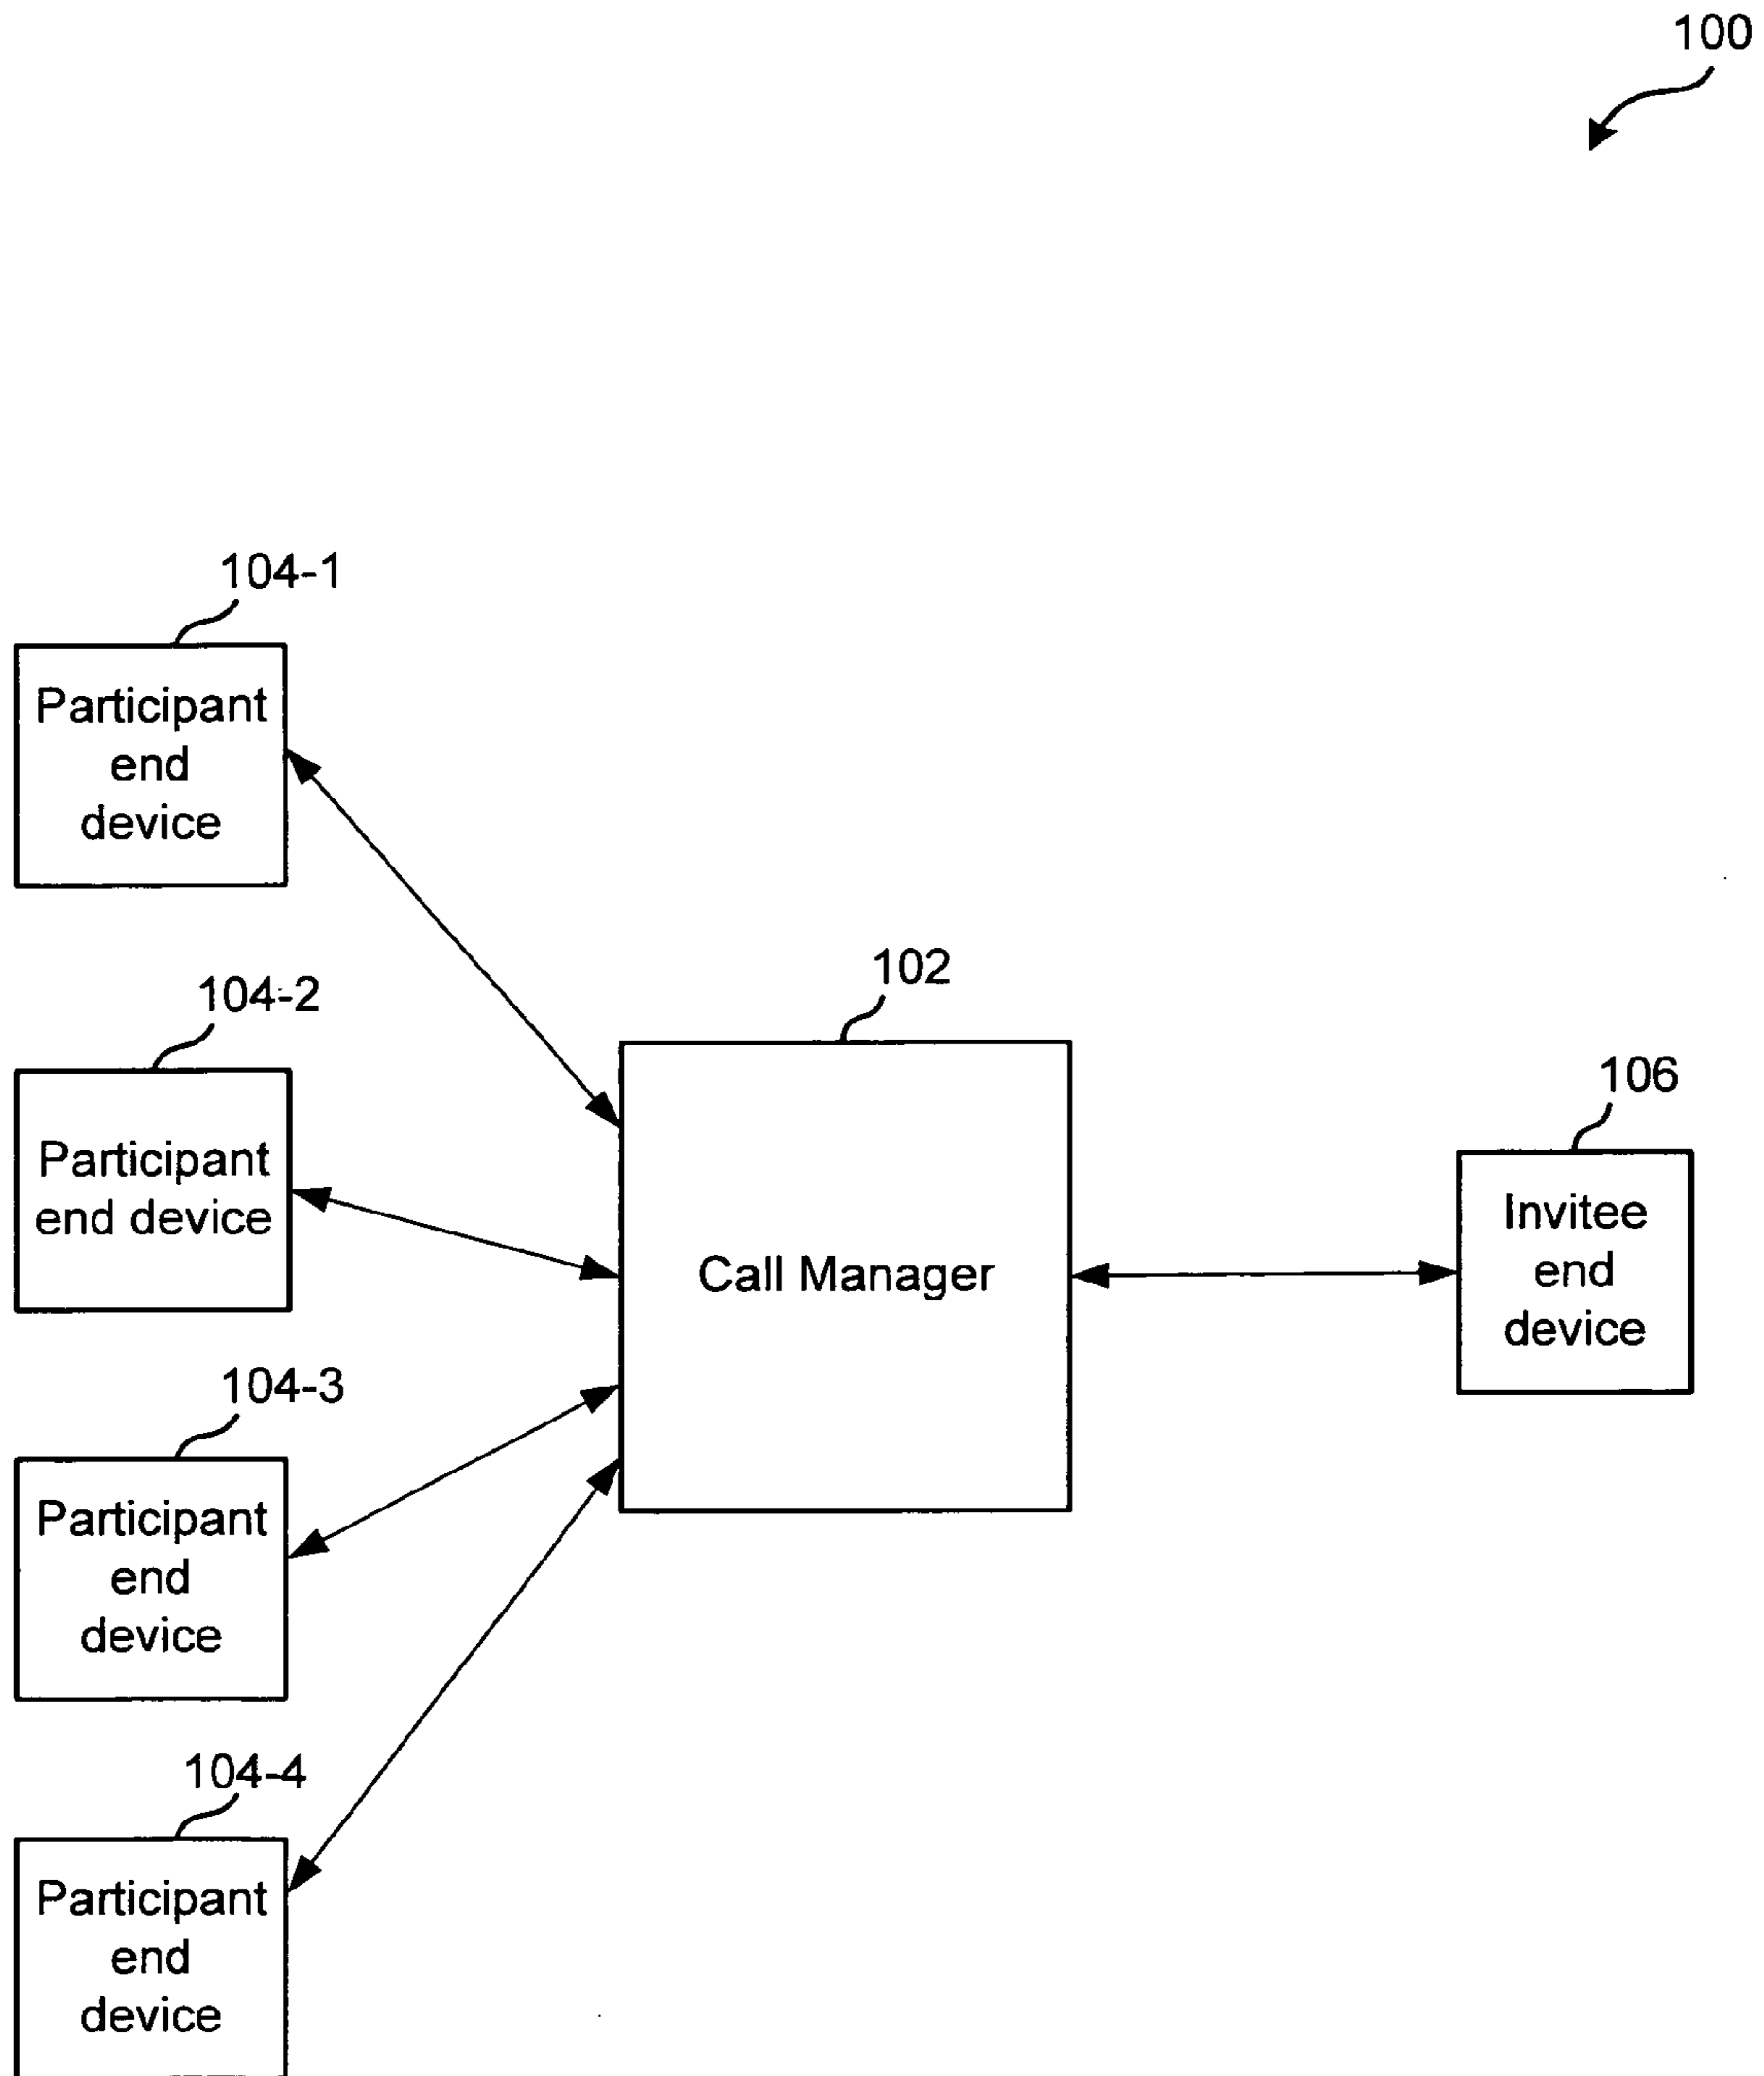 100
104-1
Participant
end
device
104-2
Participant
end device
102
Call Manager
106
Invitee
end
device
104-3
Participant
end
device
104-4
Participant
end
device